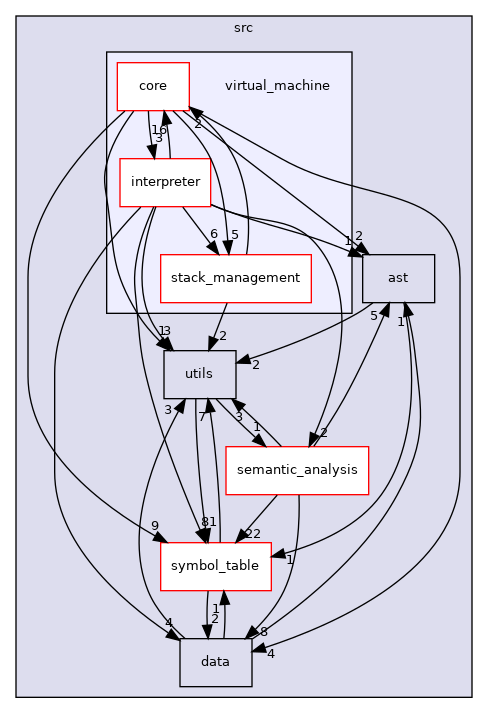 src
core
virtual_machine
2
16
3
interpreter
6
5
1
2
stack_management
ast
5
1
13
2
2
utils
3
7
3
1
2
semantic_analysis
9
81
22
1
symbol_table
1
2
4
8
4
data